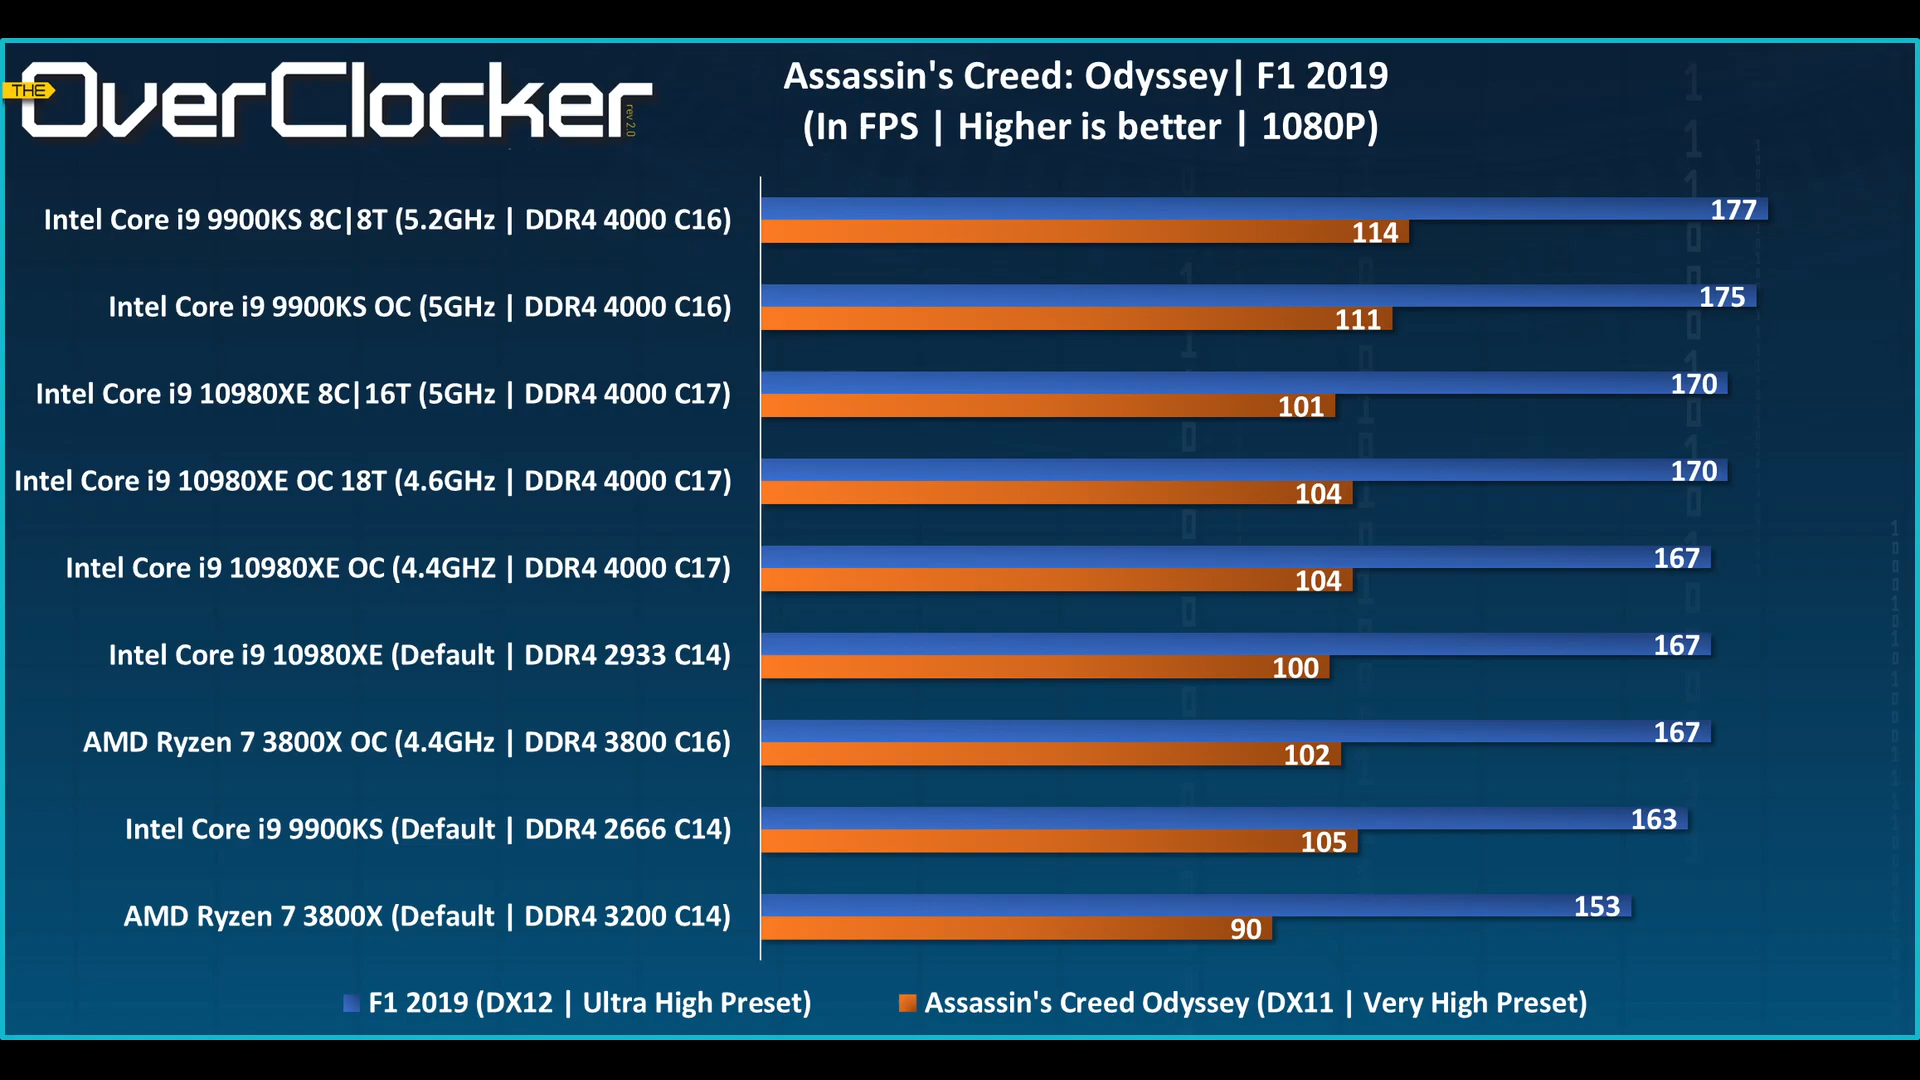 THE OverClocker rev 2.0
Assassin's Creed: Odyssey| F1 2019
(In FPS | Higher is better | 1080P)
Intel Core i9 9900KS 8C|8T (5.2GHz | DDR4 4000 C16)
177
114
Intel Core i9 9900KS OC (5GHz | DDR4 4000 C16)
175
111
Intel Core i9 10980XE 8C|16T (5GHz | DDR4 4000 C17)
170
101
Intel Core i9 10980XE OC 18T (4.6GHz | DDR4 4000 C17)
170
104
Intel Core i9 10980XE OC (4.4GHZ | DDR4 4000 C17)
167
104
Intel Core i9 10980XE (Default | DDR4 2933 C14)
167
100
AMD Ryzen 7 3800X OC (4.4GHz | DDR4 3800 C16)
167
102
Intel Core i9 9900KS (Default | DDR4 2666 C14)
163
105
AMD Ryzen 7 3800X (Default | DDR4 3200 C14)
153
90
F1 2019 (DX12 | Ultra High Preset)
Assassin's Creed Odyssey (DX11 | Very High Preset)